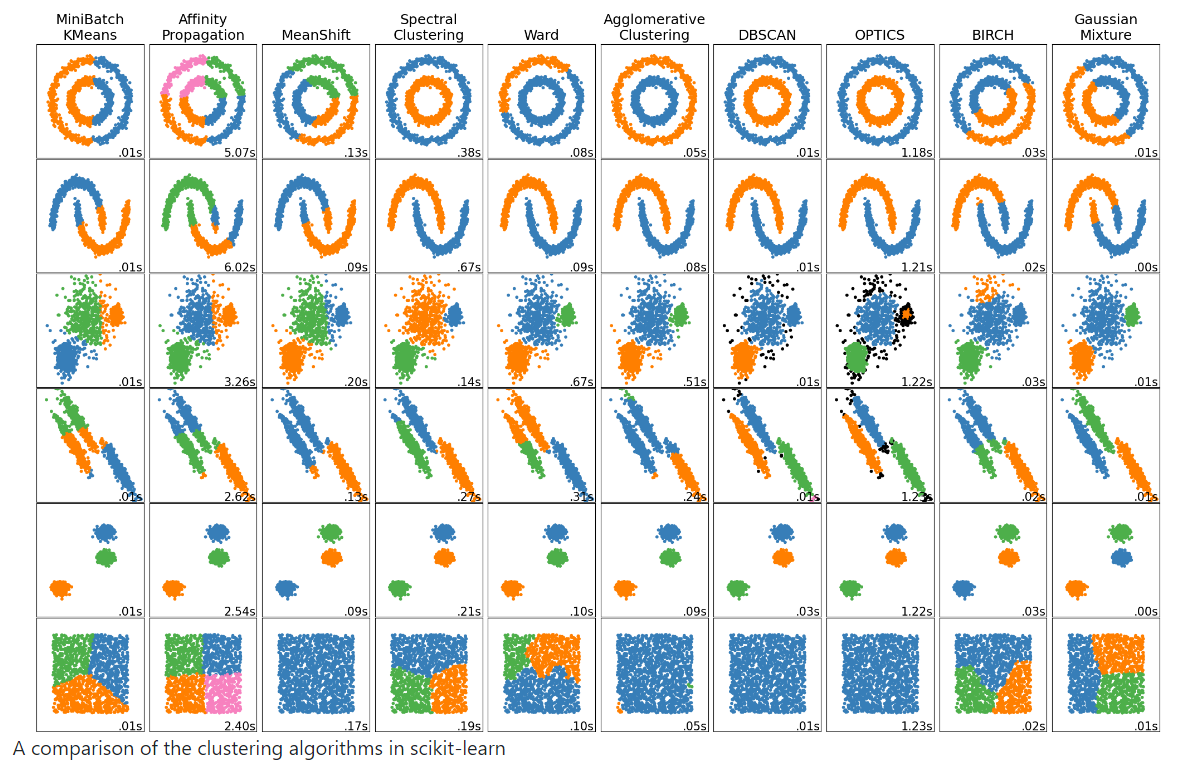 MiniBatch
KMeans
Affinity
Propagation
MeanShift
Spectral
Clustering
Ward
Agglomerative
Clustering
DBSCAN
OPTICS
BIRCH
Gaussian
Mixture
.01s 5.07s .13s .38s .08s .05s .01s 1.18s .03s .01s
.01s 6.02s .09s .67s .09s .08s .01s 1.21s .02s .00s
.01s 3.26s .20s .14s .67s .51s .01s 1.22s .03s .01s
.01s 2.62s .13s .27s .31s .24s .01s 1.23s .02s .01s
.01s 2.54s .09s .21s .10s .09s .03s 1.22s .03s .00s
.01s 2.40s .17s .19s .10s .05s .01s 1.23s .02s .01s
A comparison of the clustering algorithms in scikit-learn